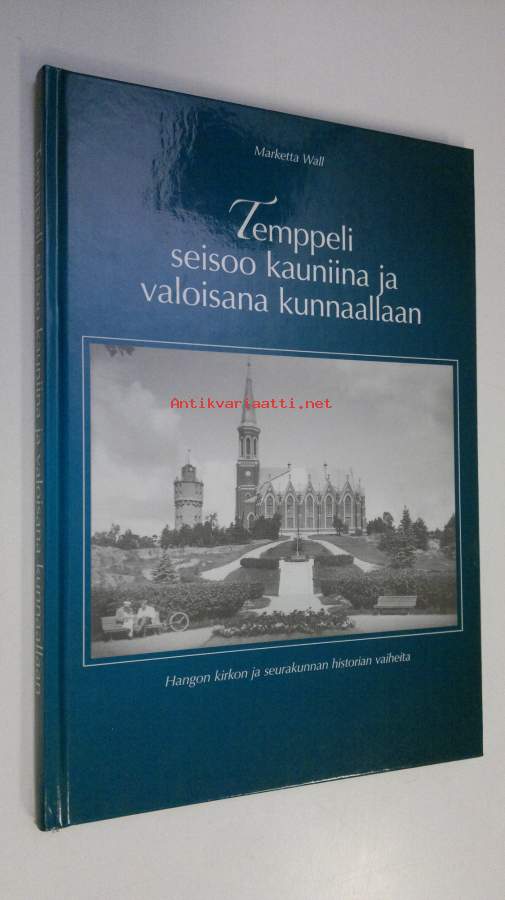 Marketta Wall
Temppeli
seisoo kauniina ja
valoisana kunnaallaan
Antikvariaatti.net
Hangon kirkon ja seurakunnan historian vaiheita
Temppeli seisoo kauniina ja valoisana kunnaallaan